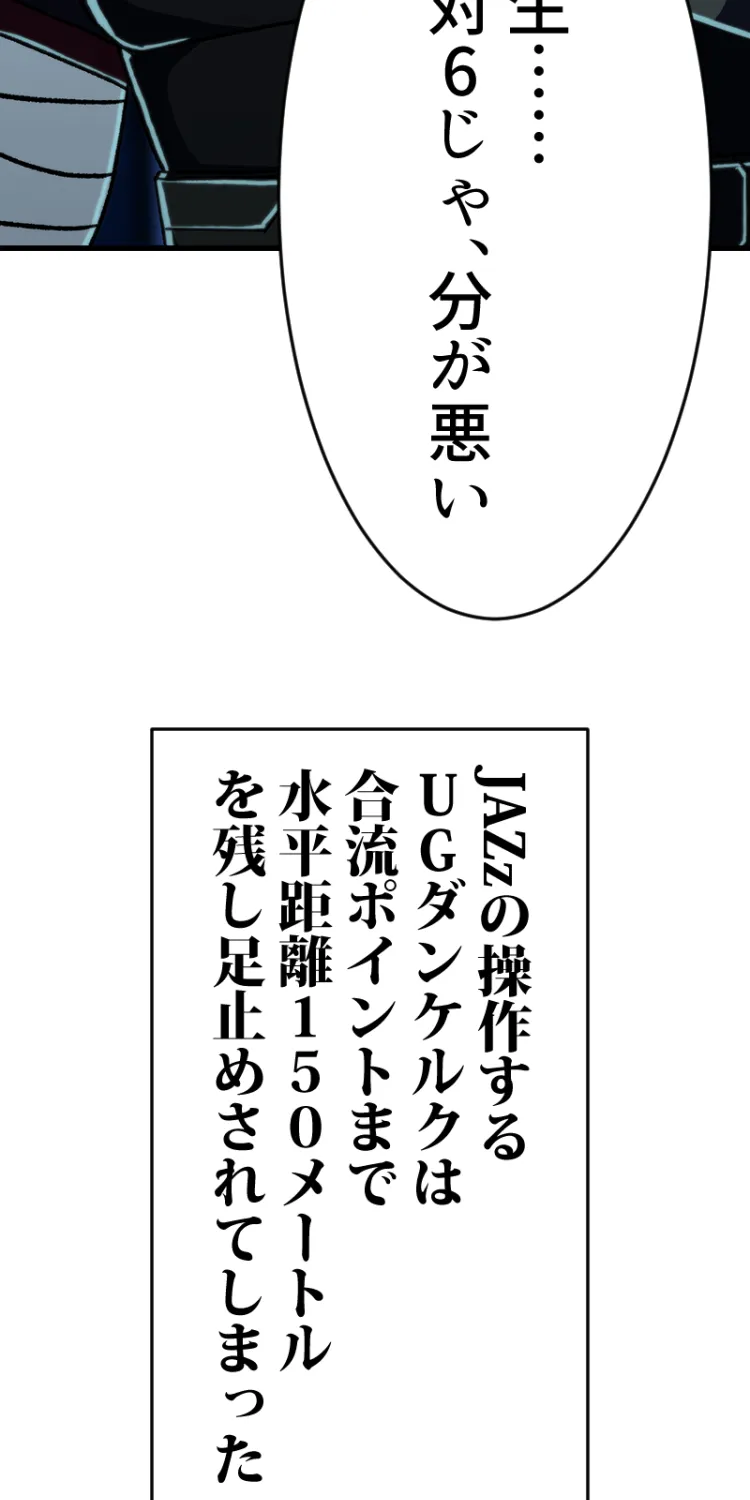 ……
6じゃ、分が悪い
JAZzの操作する
UGダンケルクは
合流ポイントまで
水平距離150メートル
を残し足止めされてしまった